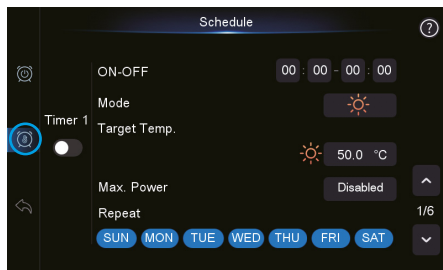 Schedule
?
ON-OFF 00 : 00 - 00 : 00
Mode
Timer 1
Target Temp.
50.0 °C
Max. Power Disabled
Repeat 1/6
SUN MON TUE WED THU FRI SAT